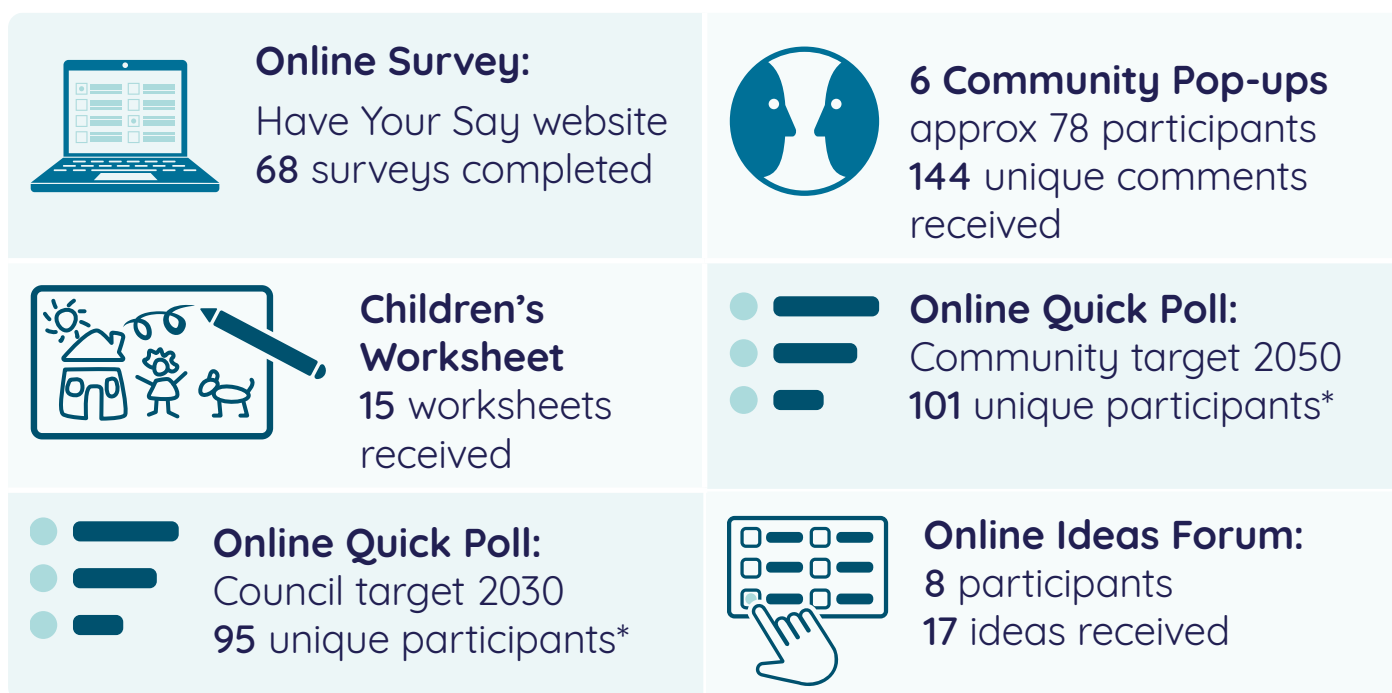 Online Survey:
Have Your Say website
68 surveys completed
6 Community Pop-ups
approx 78 participants
144 unique comments
received
Children’s
Worksheet
15 worksheets
received
Online Quick Poll:
Community target 2050
101 unique participants*
Online Quick Poll:
Council target 2030
95 unique participants*
Online Ideas Forum:
8 participants
17 ideas received